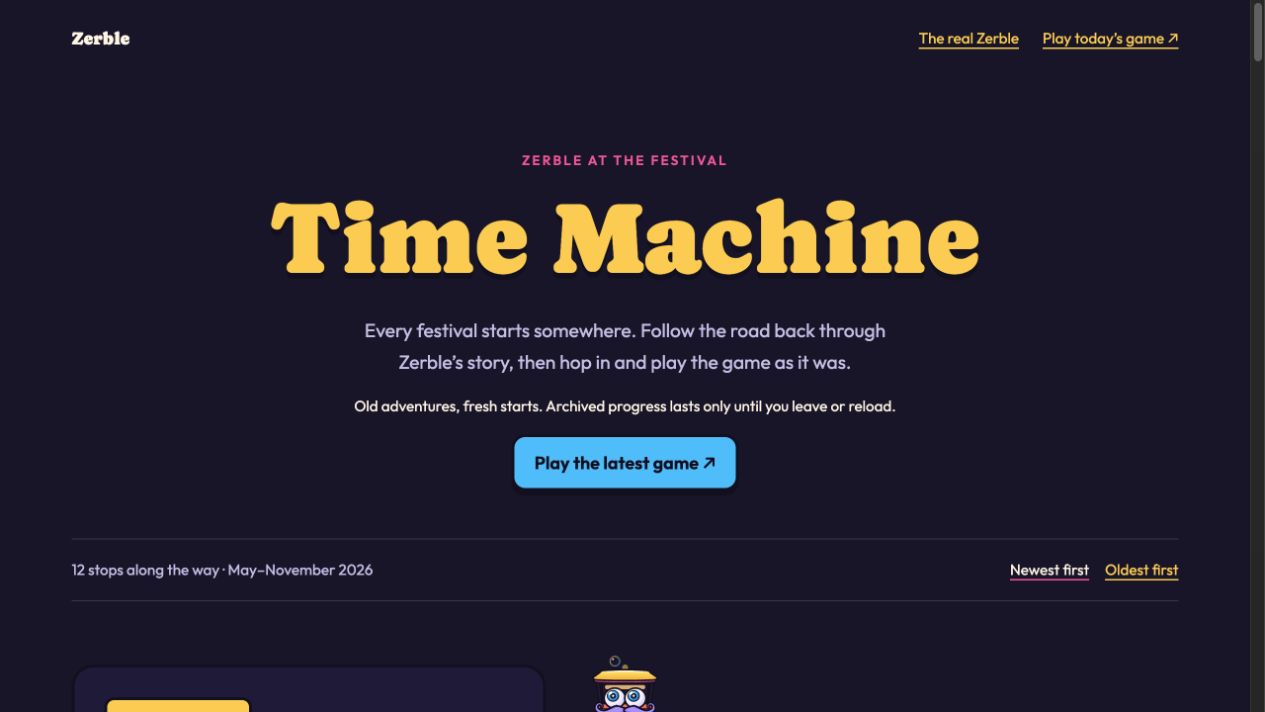 Zerble
The real Zerble
Play today's game ↗
ZERBLE AT THE FESTIVAL
Time Machine
Every festival starts somewhere. Follow the road back through
Zerble’s story, then hop in and play the game as it was.
Old adventures, fresh starts. Archived progress lasts only until you leave or reload.
Play the latest game ↗
12 stops along the way · May–November 2026
Newest first
Oldest first